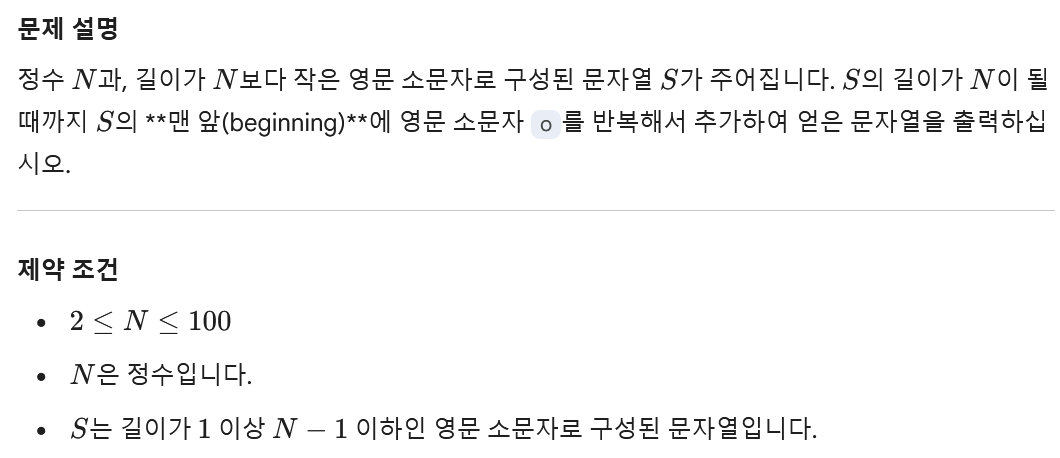 문제 설명
정수 N과, 길이가 N보다 작은 영문 소문자로 구성된 문자열 S가 주어집니다. S의 길이가 N이 될
때까지 S의 **맨 앞(beginning)**에 영문 소문자 o를 반복해서 추가하여 얻은 문자열을 출력하십
시오.
제약 조건
• 2 ≤ N ≤ 100
• N은 정수입니다.
• S는 길이가 1 이상 N − 1 이하인 영문 소문자로 구성된 문자열입니다.